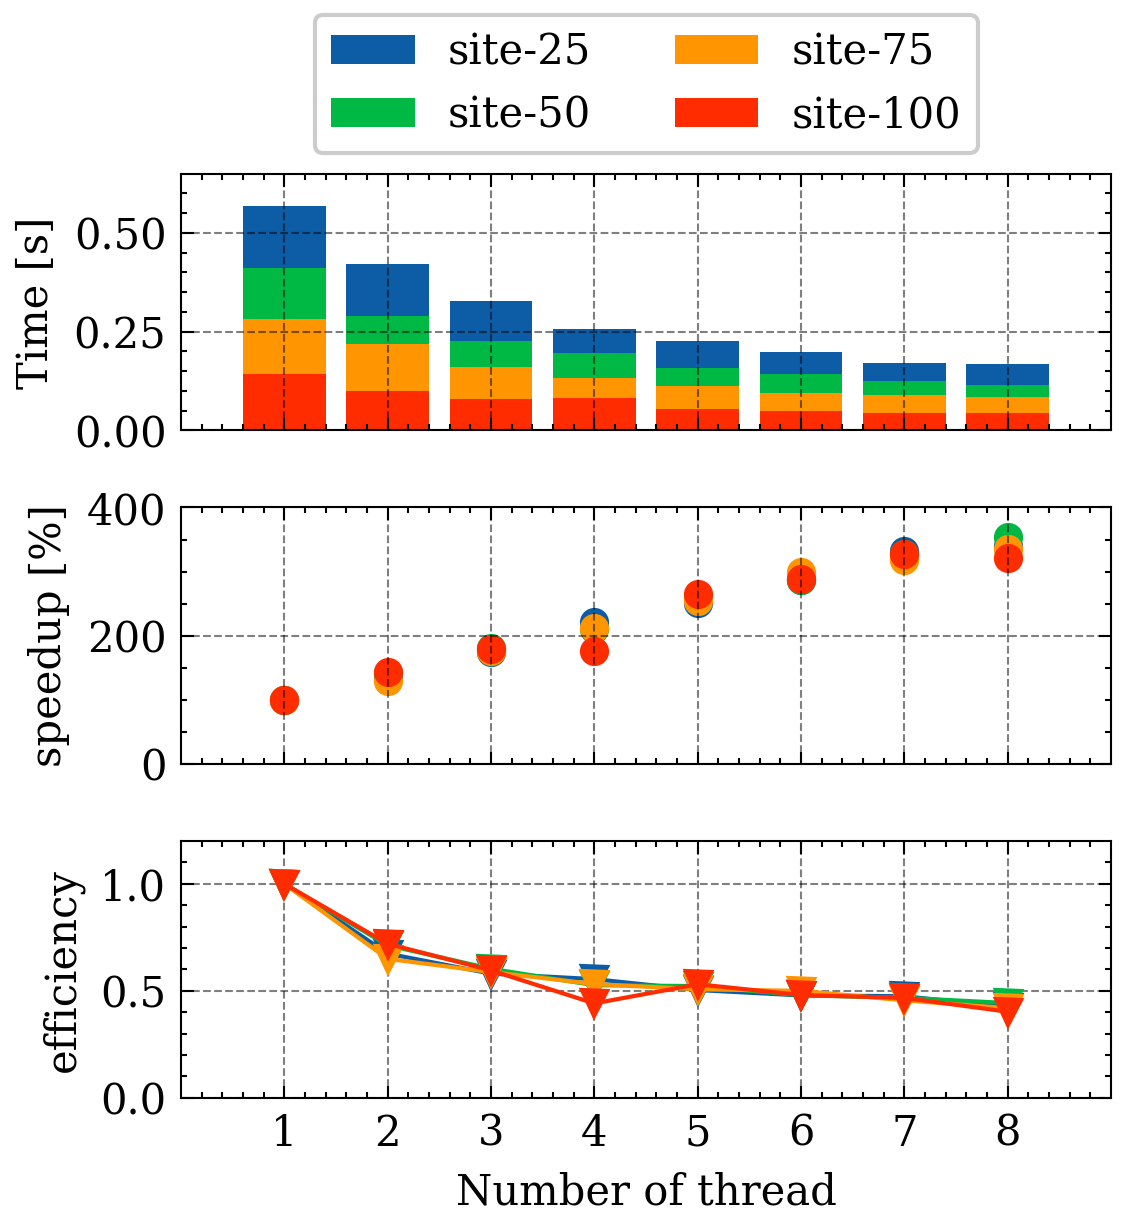 site-25
site-75
site-50
site-100
Time [s]
0.50
0.25
0.00
speedup [%]
400
200
0
efficiency
1.0
0.5
0.0
1 2 3 4 5 6 7 8
Number of thread